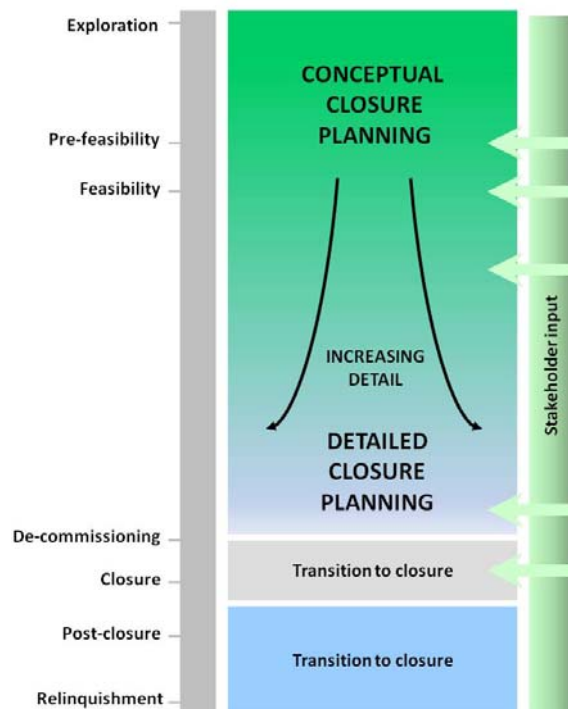 Exploration
CONCEPTUAL
CLOSURE
PLANNING
Pre-feasibility
Feasibility
Stakeholder input
INCREASING
DETAIL
DETAILED
CLOSURE
PLANNING
De-commissioning
Transition to closure
Closure
Post-closure
Transition to closure
Relinquishment